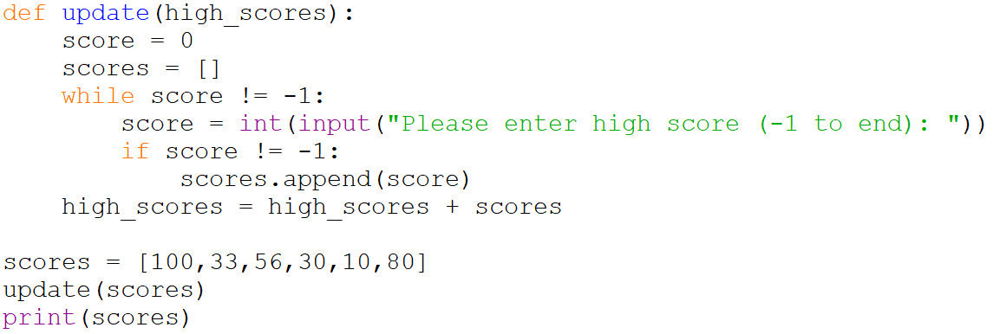 def update(high_scores):
    score = 0
    scores = []
    while score != -1:
        score = int(input("Please enter high score (-1 to end): "))
        if score != -1:
            scores.append(score)
    high_scores = high_scores + scores

scores = [100,33,56,30,10,80]
update(scores)
print(scores)